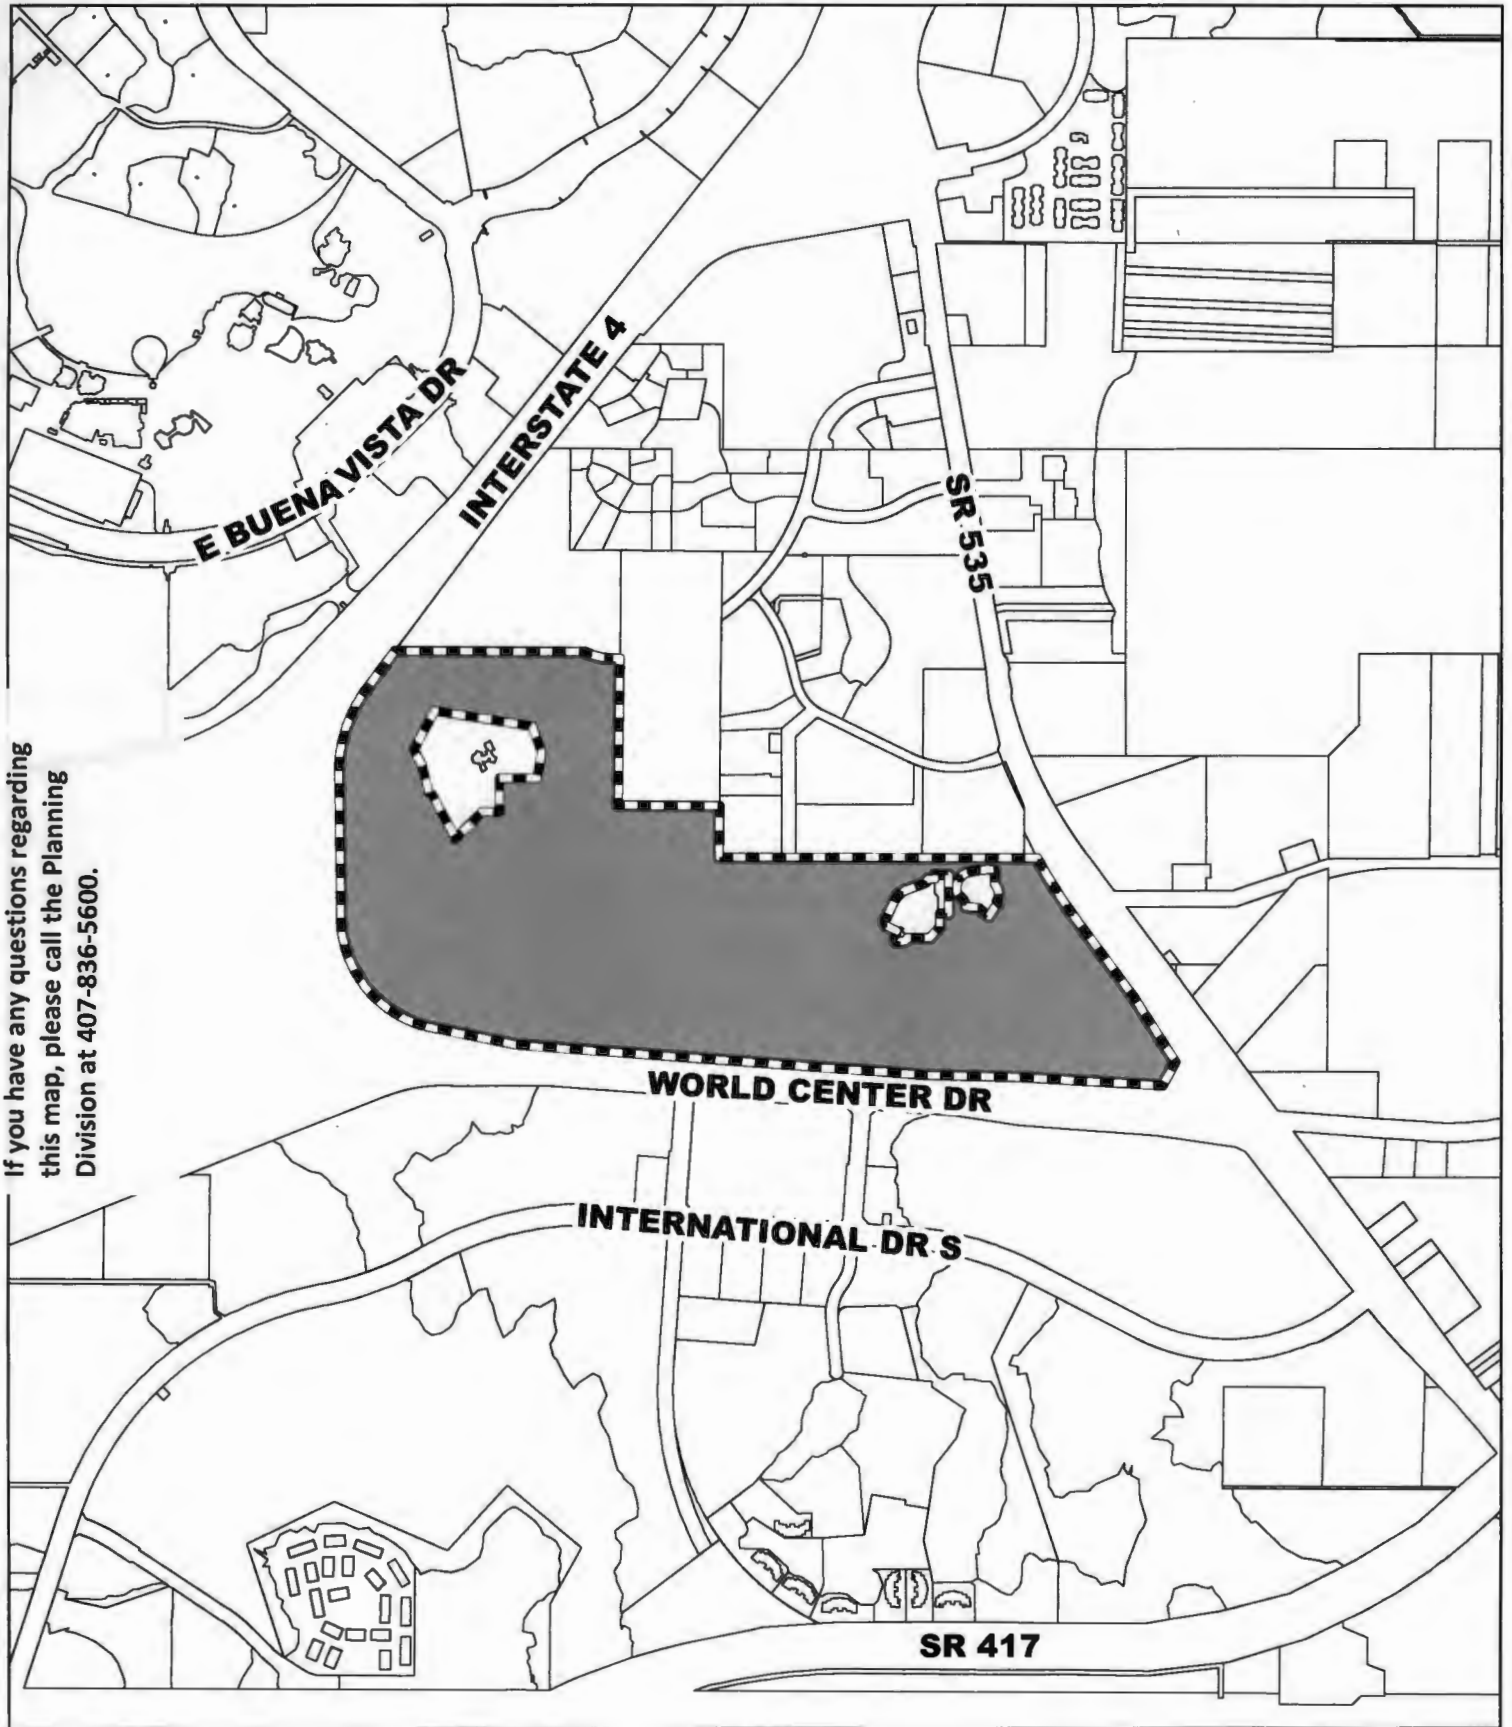 E BUENA VISTA DR
INTERSTATE 4
SR 535
If you have any questions regarding
this map, please call the Planning
Division at 407-836-5600.
WORLD CENTER DR
INTERNATIONAL DR S
SR 417